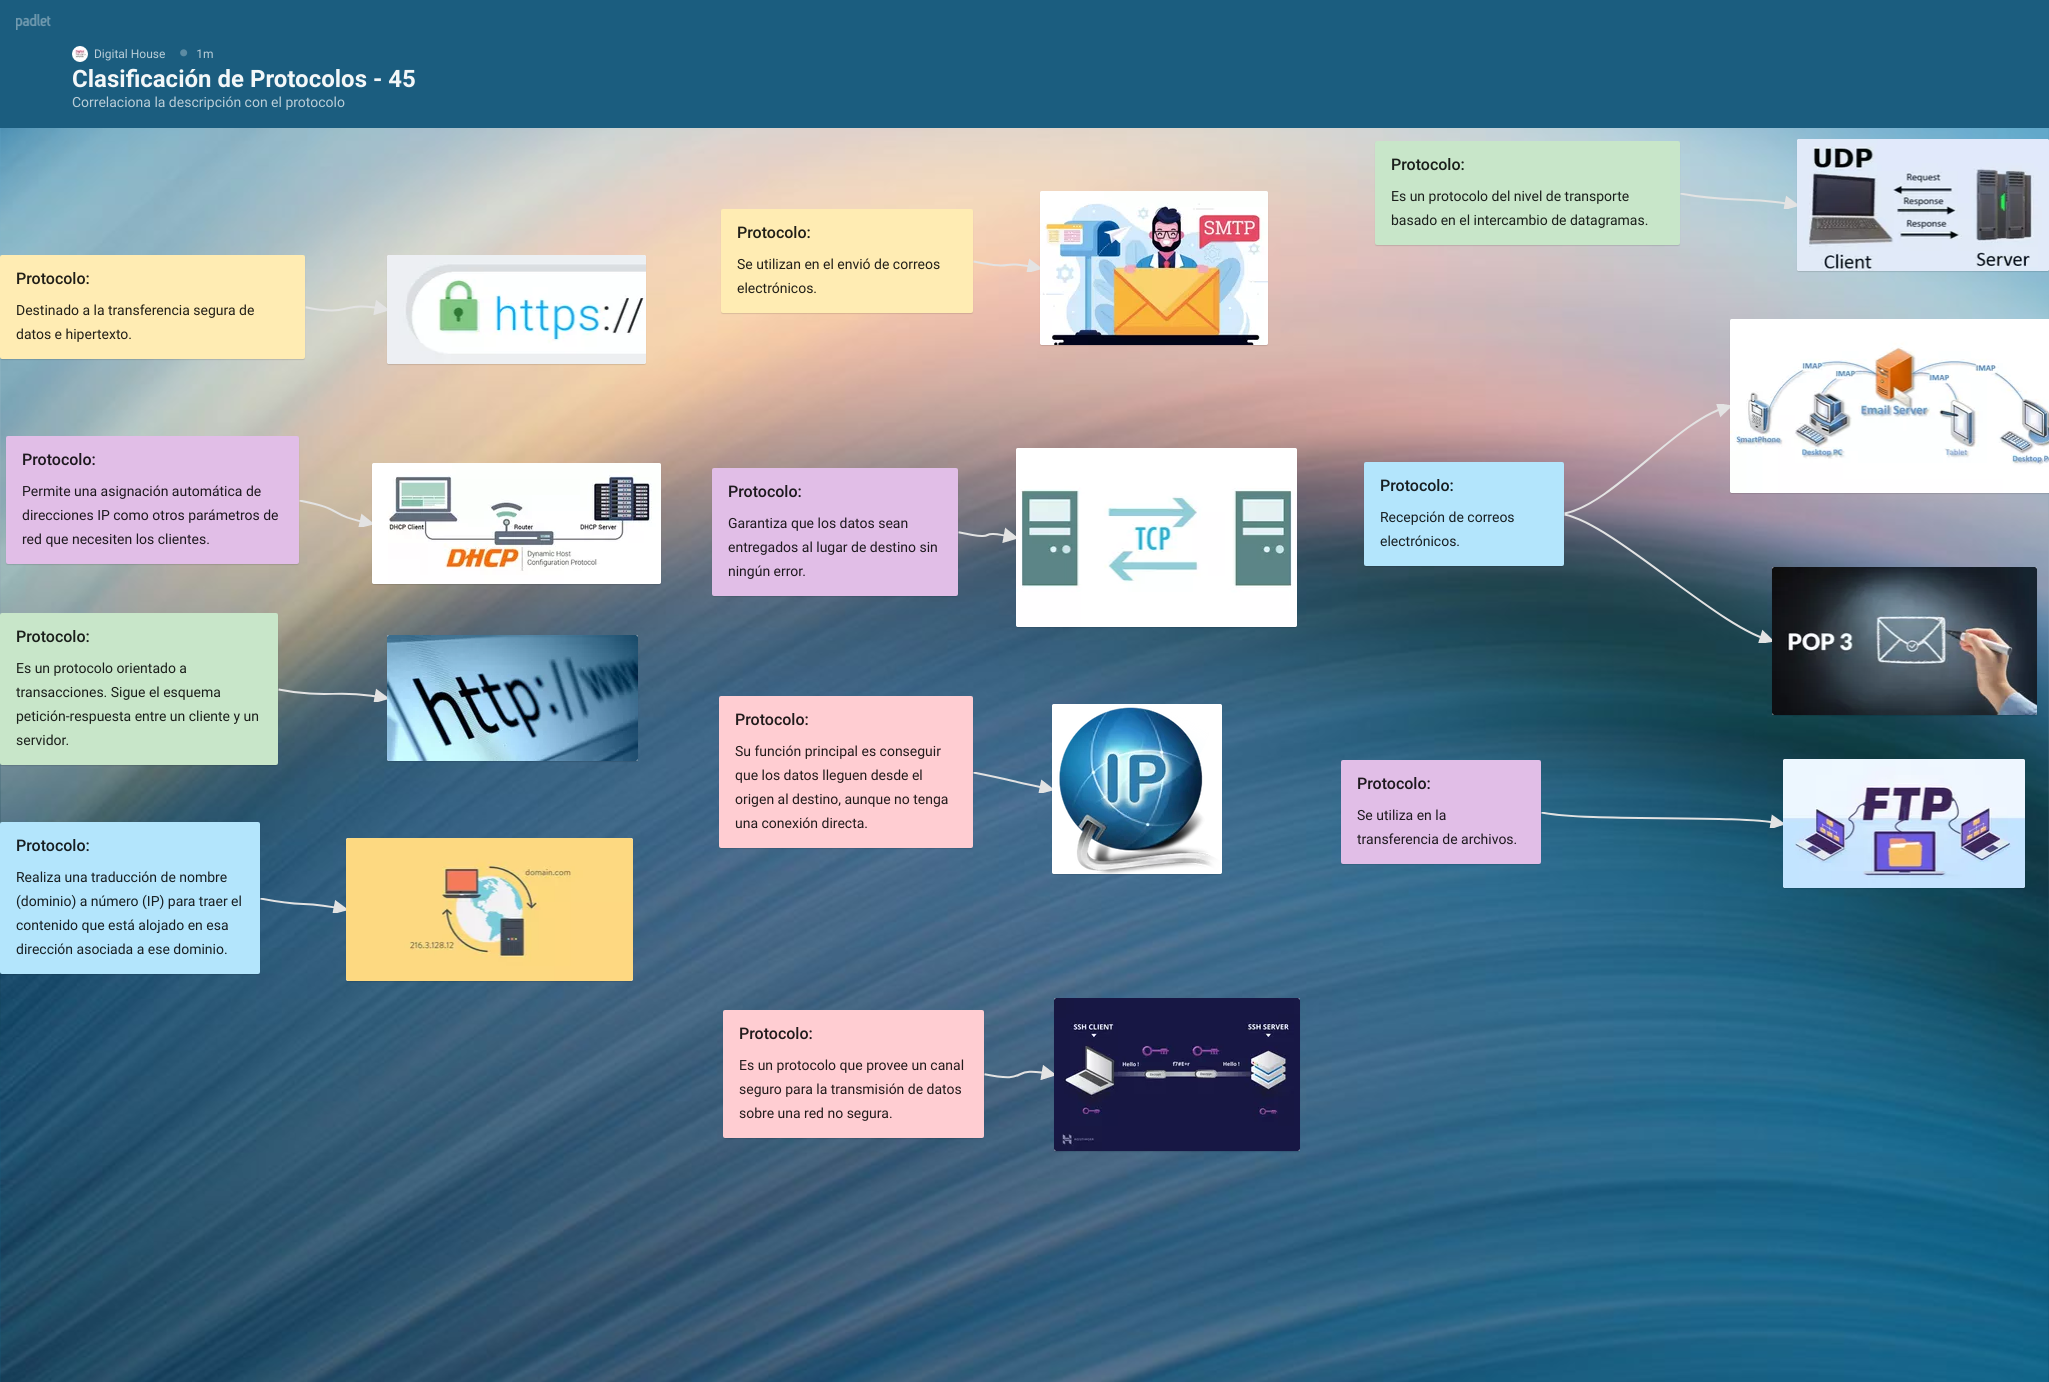 padlet
Digital House
1m
Clasificación de Protocolos - 45
Correlaciona la descripción con el protocolo
Protocolo:
Destinado a la transferencia segura de
datos e hipertexto.
https://
Protocolo:
Permite una asignación automática de
direcciones IP como otros parámetros de
red que necesiten los clientes.
DHCP Client
Router
DHCP Server
DHCP
Dynamic Host
Configuration Protocol
Protocolo:
Es un protocolo orientado a
transacciones. Sigue el esquema
petición-respuesta entre un cliente y un
servidor.
http://www
Protocolo:
Realiza una traducción de nombre
(dominio) a número (IP) para traer el
contenido que está alojado en esa
dirección asociada a ese dominio.
domain.com
216.3.128.12
Protocolo:
Se utilizan en el envió de correos
electrónicos.
SMTP
Protocolo:
Garantiza que los datos sean
entregados al lugar de destino sin
ningún error.
TCP
Protocolo:
Su función principal es conseguir
que los datos lleguen desde el
origen al destino, aunque no tenga
una conexión directa.
IP
Protocolo:
Es un protocolo que provee un canal
seguro para la transmisión de datos
sobre una red no segura.
SSH CLIENT
SSH SERVER
Hello !
Hello !
Protocolo:
Es un protocolo del nivel de transporte
basado en el intercambio de datagramas.
UDP
Request
Response
Response
Client
Server
Protocolo:
Recepción de correos
electrónicos.
IMAP
IMAP
IMAP
IMAP
Email Server
SmartPhone
Desktop PC
Tablet
Desktop
POP 3
Protocolo:
Se utiliza en la
transferencia de archivos.
FTP